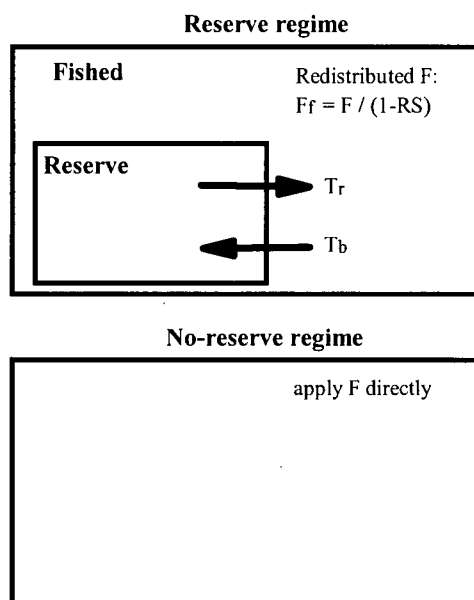 Reserve regime
Fished
Redistributed F:
Ff = F / (1-RS)
Reserve
Tr
Tb
No-reserve regime
apply F directly